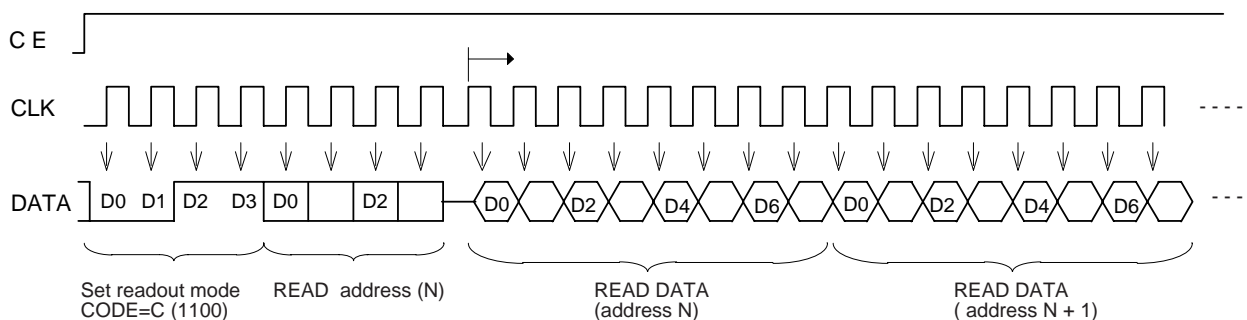 C E
CLK
DATA D0 D1 D2 D3 D0 D2 D0 D2 D4 D6 D0 D2 D4 D6
Set readout mode
CODE=C (1100)
READ address (N)
READ DATA
(address N)
READ DATA
( address N + 1)